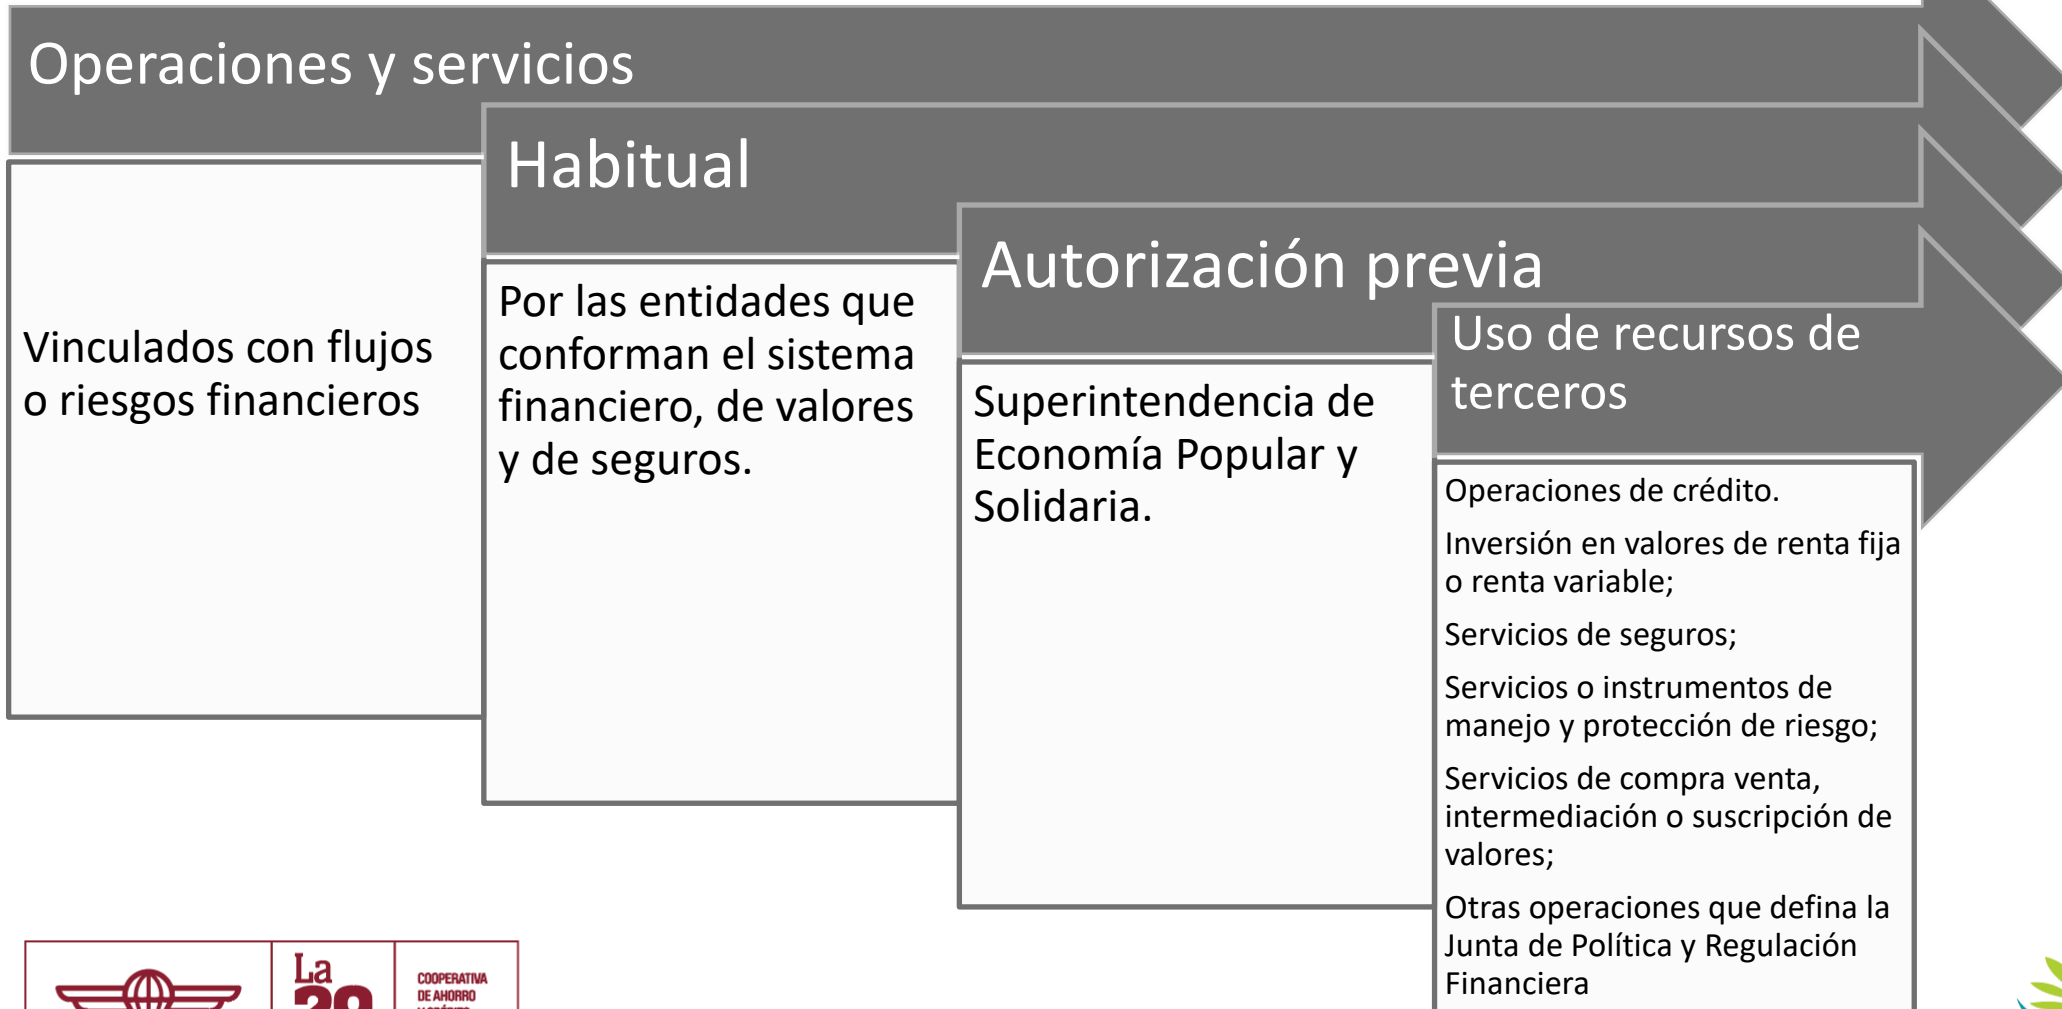 Operaciones y servicios
Vinculados con flujos
o riesgos financieros
Habitual
Por las entidades que
conforman el sistema
financiero, de valores
y de seguros.
Autorización previa
Superintendencia de
Economía Popular y
Solidaria.
Uso de recursos de
terceros
Operaciones de crédito.
Inversión en valores de renta fija
o renta variable;
Servicios de seguros;
Servicios o instrumentos de
manejo y protección de riesgo;
Servicios de compra venta,
intermediación o suscripción de
valores;
Otras operaciones que defina la
Junta de Política y Regulación
Financiera
La
COOPERATIVA
DE AHORRO